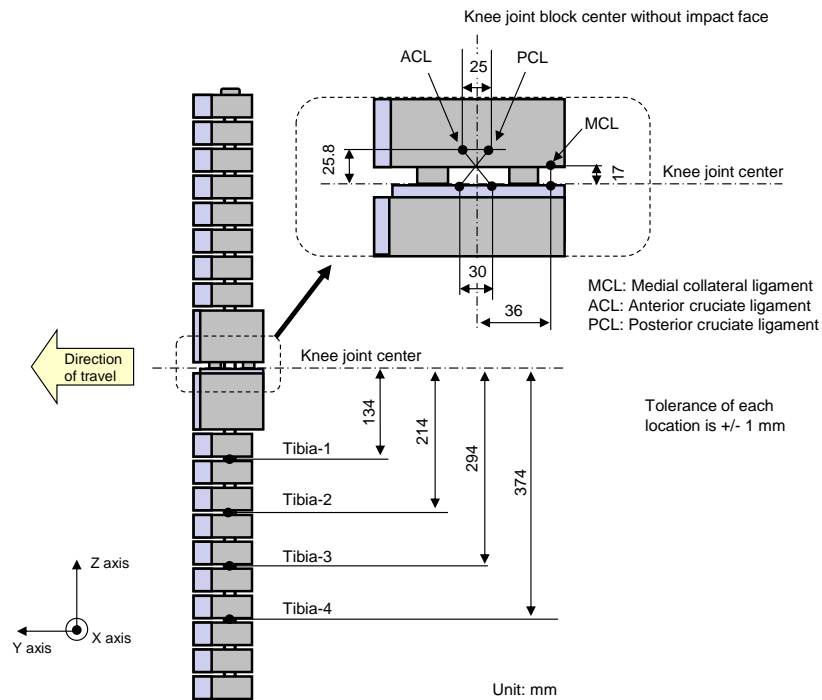 Knee joint block center without impact face
ACL
25
PCL
MCL
25.8
17
Knee joint center
30
36
MCL: Medial collateral ligament
ACL: Anterior cruciate ligament
PCL: Posterior cruciate ligament
Direction
of travel
Knee joint center
134
214
294
374
Tolerance of each
location is +/- 1 mm
Tibia-1
Tibia-2
Tibia-3
Tibia-4
Z axis
Y axis
X axis
Unit: mm